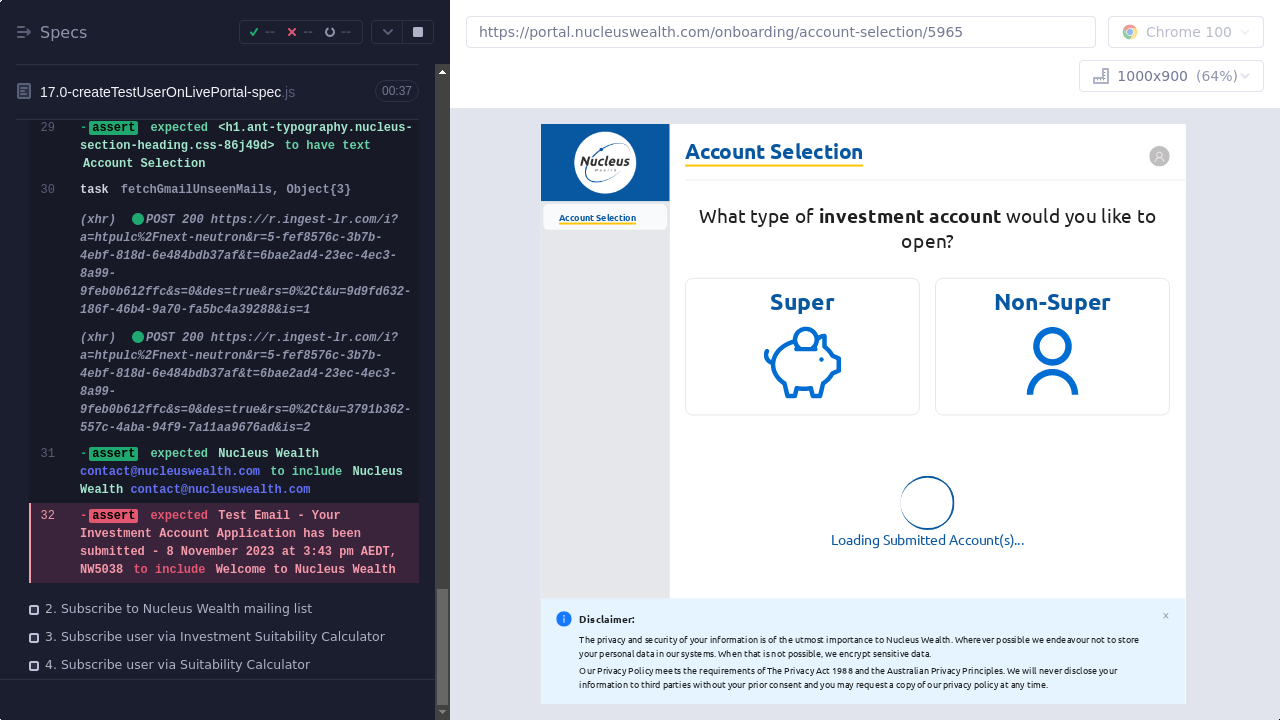 Specs
--
--
--
17.0-createTestUserOnLivePortal-spec.js
00:37
29
-assert expected <h1.ant-typography.nucleus-
section-heading.css-86j49d> to have text
Account Selection
30
task fetchGmailUnseenMails, Object{3}
(xhr) POST 200 https://r.ingest-lr.com/i?
a=htpulc%2Fnext-neutron&r=5-fef8576c-3b7b-
4ebf-818d-6e484bdb37af&t=6bae2ad4-23ec-4ec3-
8a99-
9feb0b612ffc&s=0&des=true&rs=0%2Ct&u=9d9fd632-
186f-46b4-9a70-fa5bc4a39288&is=1
(xhr) POST 200 https://r.ingest-lr.com/i?
a=htpulc%2Fnext-neutron&r=5-fef8576c-3b7b-
4ebf-818d-6e484bdb37af&t=6bae2ad4-23ec-4ec3-
8a99-
9feb0b612ffc&s=0&des=true&rs=0%2Ct&u=3791b362-
557c-4aba-94f9-7a11aa9676ad&is=2
31
-assert expected Nucleus Wealth
contact@nucleuswealth.com to include Nucleus
Wealth contact@nucleuswealth.com
32
-assert expected Test Email - Your
Investment Account Application has been
submitted - 8 November 2023 at 3:43 pm AEDT,
NW5038 to include Welcome to Nucleus Wealth
2. Subscribe to Nucleus Wealth mailing list
3. Subscribe user via Investment Suitability Calculator
4. Subscribe user via Suitability Calculator
https://portal.nucleuswealth.com/onboarding/account-selection/5965
Chrome 100
1000x900 (64%)
Nucleus
Wealth
Account Selection
Account Selection
What type of investment account would you like to
open?
Super
Non-Super
Loading Submitted Account(s)...
Disclaimer:
The privacy and security of your information is of the utmost importance to Nucleus Wealth. Wherever possible we endeavour not to store
your personal data in our systems. When that is not possible, we encrypt sensitive data.
Our Privacy Policy meets the requirements of The Privacy Act 1988 and the Australian Privacy Principles. We will never disclose your
information to third parties without your prior consent and you may request a copy of our privacy policy at any time.